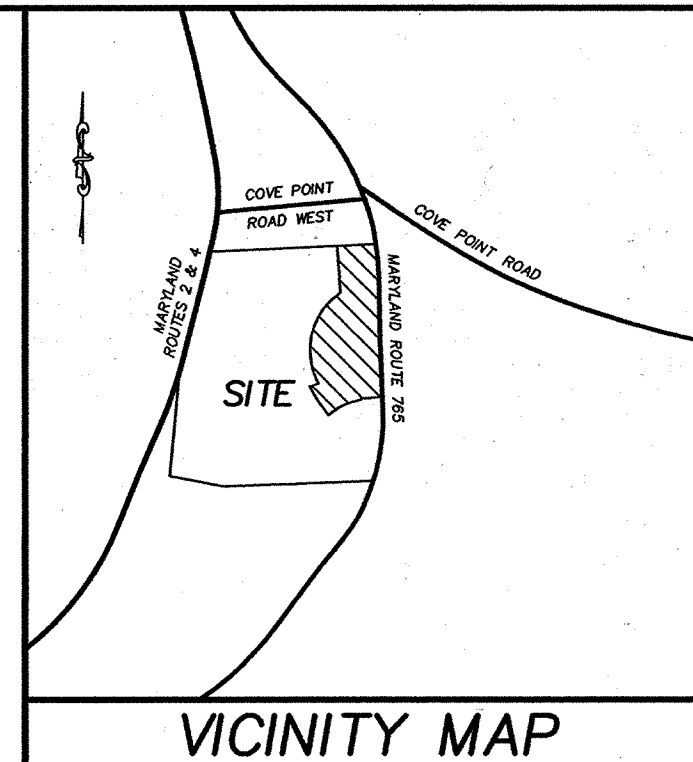 COVE POINT
ROAD WEST
COVE POINT ROAD
MARYLAND
ROUTES 2 & 4
MARYLAND ROUTE 765
SITE
VICINITY MAP